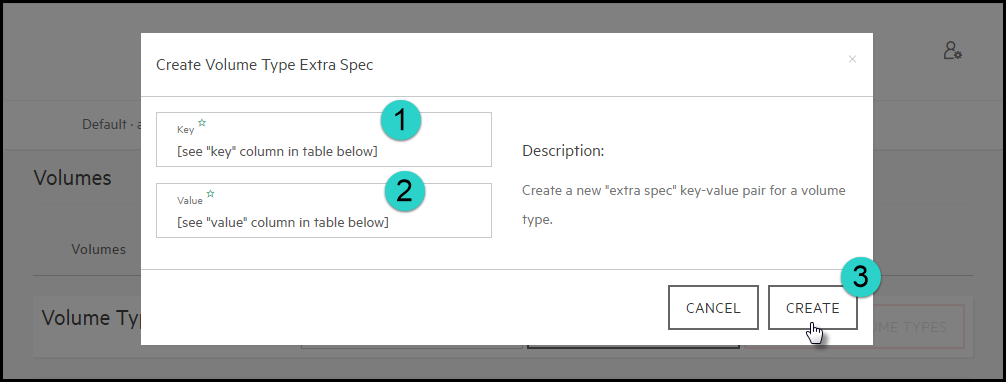 Create Volume Type Extra Spec
×
Default · a
Key ☆
1
[see "key" column in table below]
Description:
Volumes
Value ☆
2
[see "value" column in table below]
Create a new "extra spec" key-value pair for a volume
type.
Volumes
3
Volume Typ
CANCEL
CREATE
ME TYPES